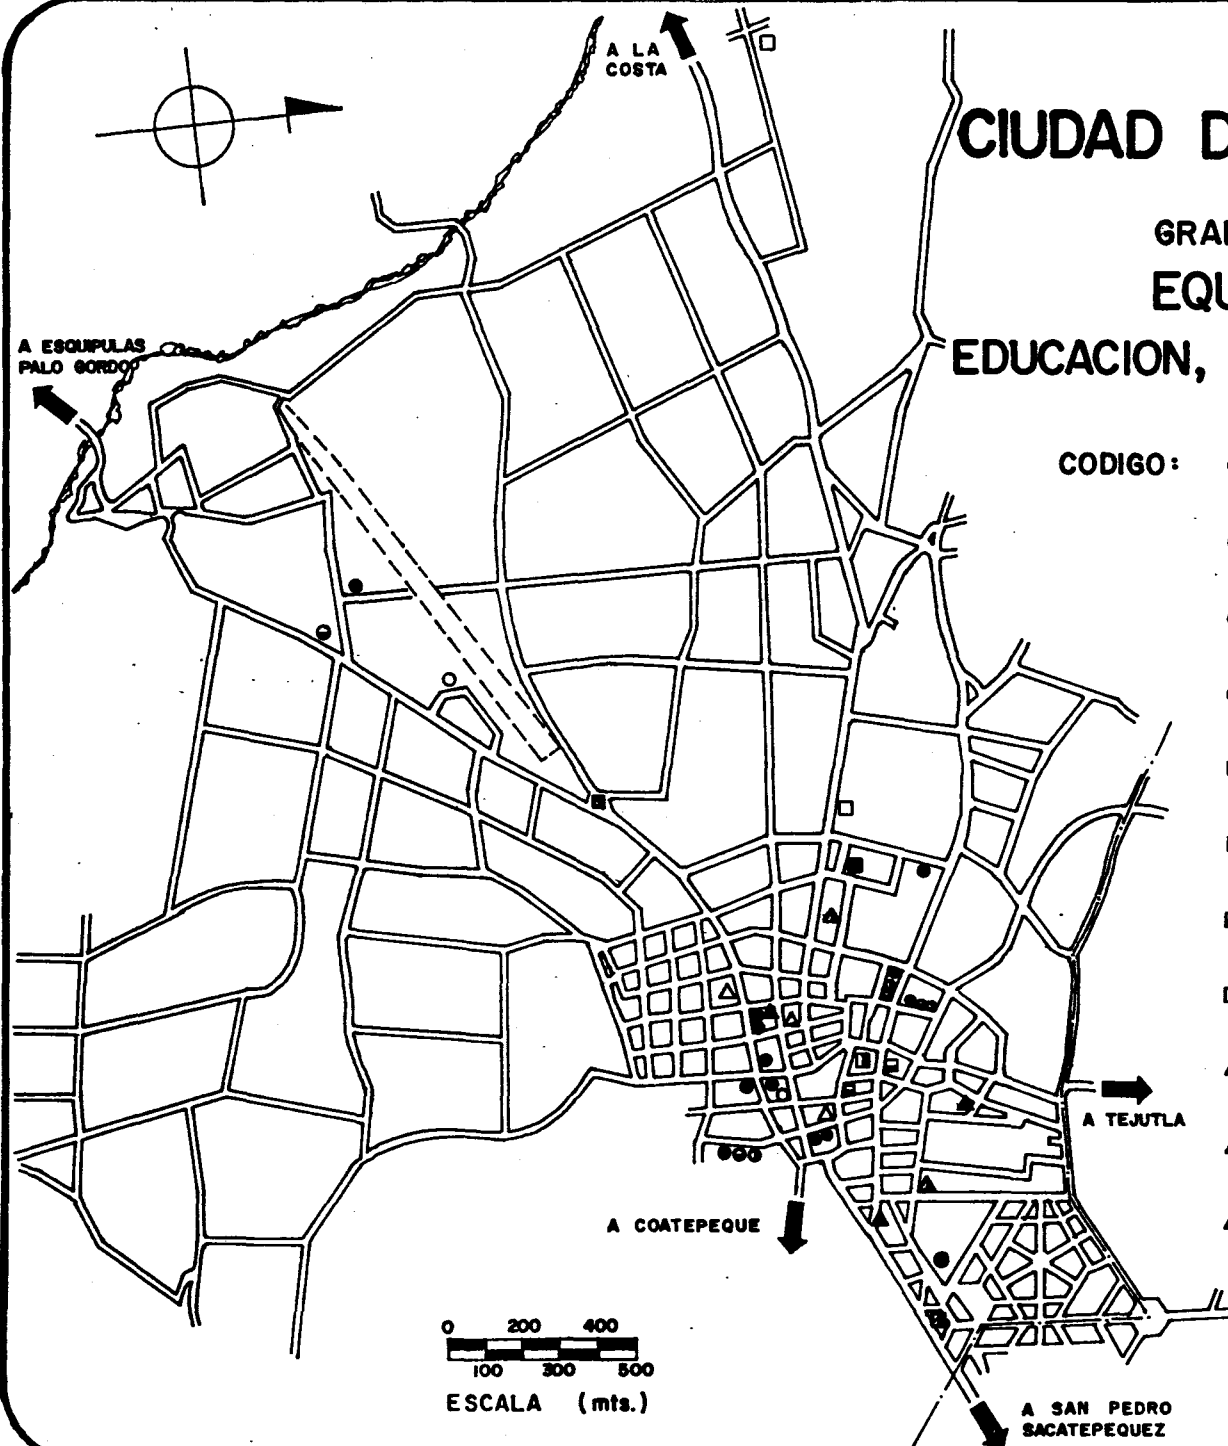 A LA
COSTA
CIUDAD D
GRA
EQU
A ESQUIPULAS
PALO GORDO
EDUCACION,
CODIGO:
A TEJUTLA
A COATEPEQUE
0 200 400
100 300 500
ESCALA (mts.)
A SAN PEDRO
SACATEPEQUEZ